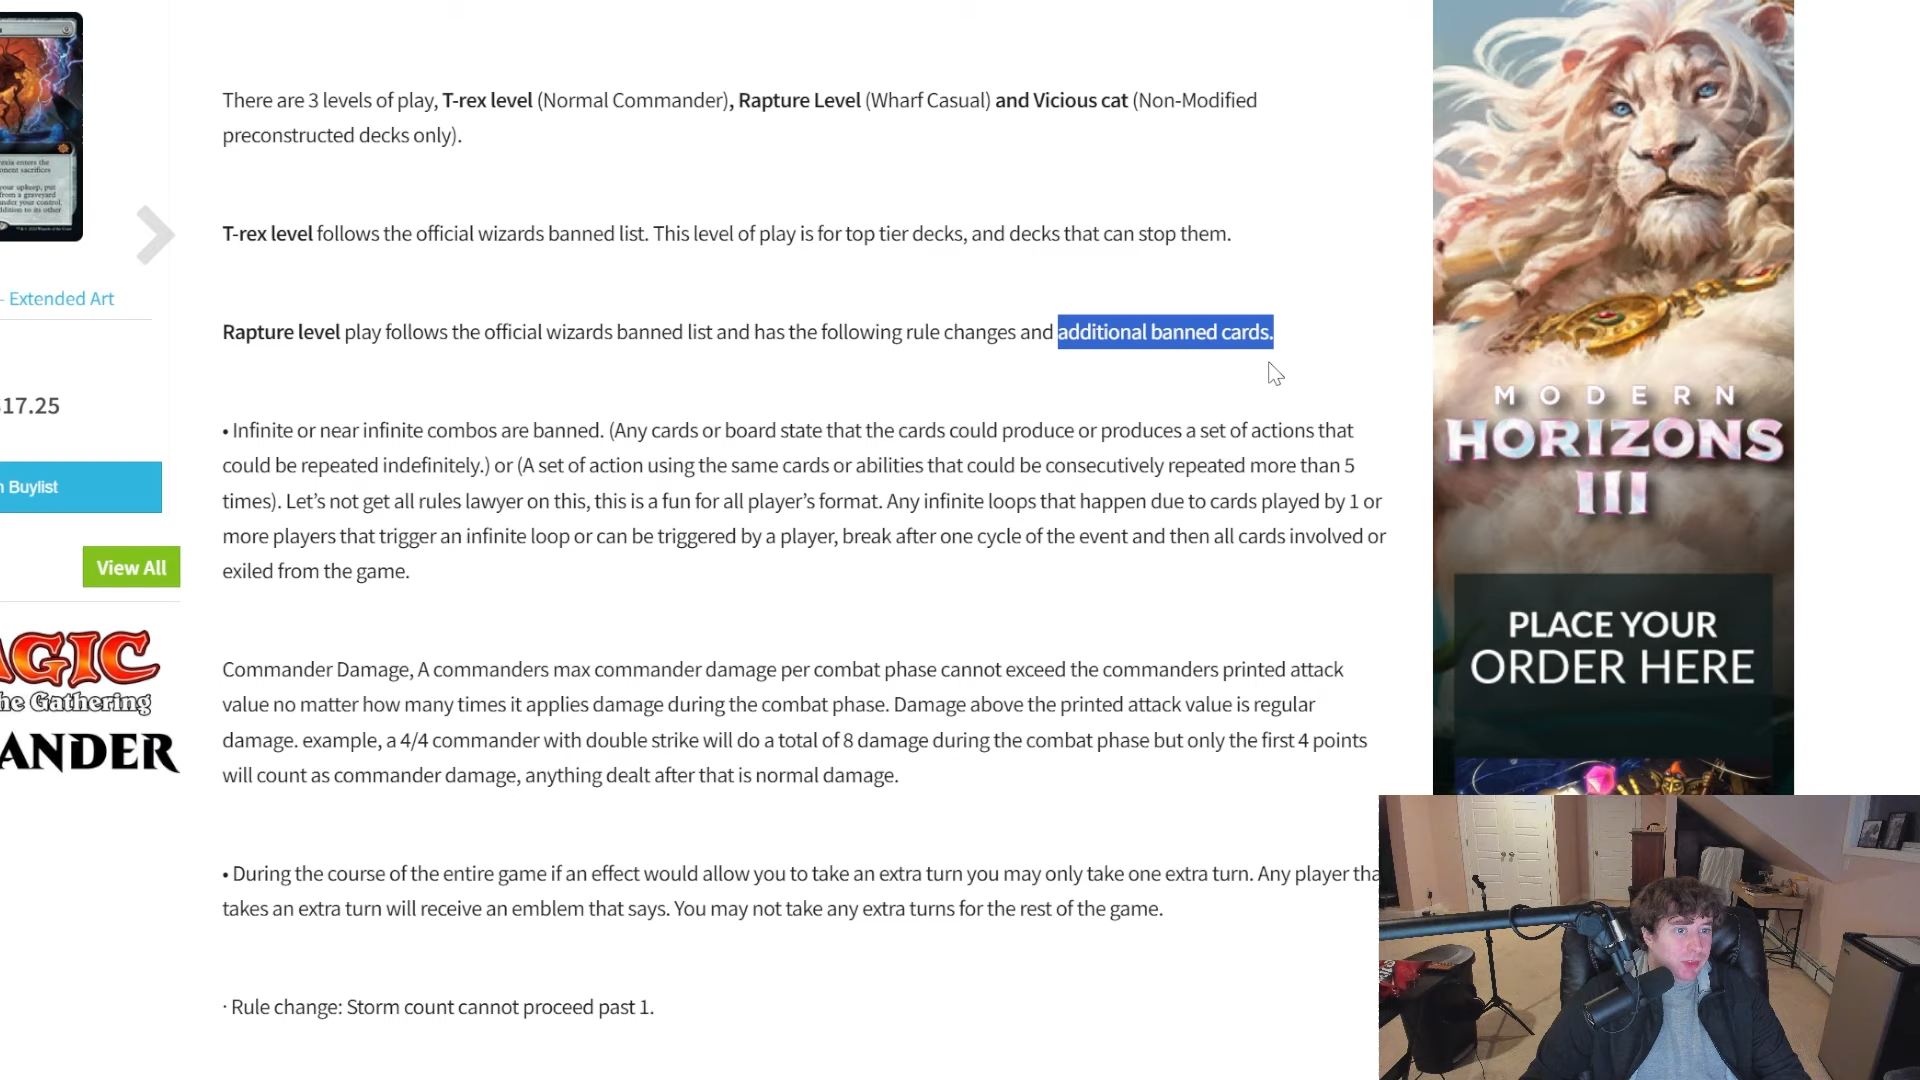 There are 3 levels of play, T-rex level (Normal Commander), Rapture Level (Wharf Casual) and Vicious cat (Non-Modified
preconstructed decks only).
T-rex level follows the official wizards banned list. This level of play is for top tier decks, and decks that can stop them.
Rapture level play follows the official wizards banned list and has the following rule changes and additional banned cards.
- Extended Art
17.25
Buylist
View All
• Infinite or near infinite combos are banned. (Any cards or board state that the cards could produce or produces a set of actions that
could be repeated indefinitely.) or (A set of action using the same cards or abilities that could be consecutively repeated more than 5
times). Let's not get all rules lawyer on this, this is a fun for all player's format. Any infinite loops that happen due to cards played by 1 or
more players that trigger an infinite loop or can be triggered by a player, break after one cycle of the event and then all cards involved or
exiled from the game.
AGIC
he Gathering
ANDER
Commander Damage, A commanders max commander damage per combat phase cannot exceed the commanders printed attack
value no matter how many times it applies damage during the combat phase. Damage above the printed attack value is regular
damage. example, a 4/4 commander with double strike will do a total of 8 damage during the combat phase but only the first 4 points
will count as commander damage, anything dealt after that is normal damage.
• During the course of the entire game if an effect would allow you to take an extra turn you may only take one extra turn. Any player tha
takes an extra turn will receive an emblem that says. You may not take any extra turns for the rest of the game.
· Rule change: Storm count cannot proceed past 1.
MODERN
HORIZONS
III
PLACE YOUR
ORDER HERE